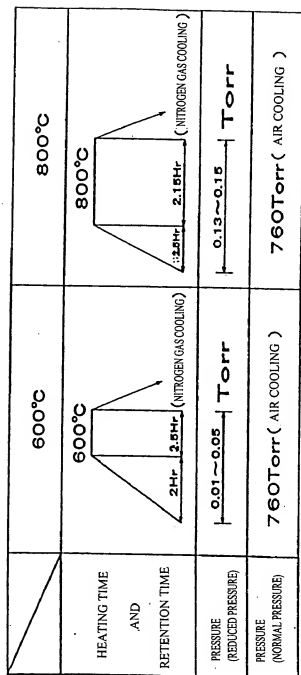 600°C
800°C
HEATING TIME
AND
RETENTION TIME
600°C
2Hr
2.5Hr
(NITROGEN GAS COOLING)
800°C
2.15Hr
(NITROGEN GAS COOLING)
PRESSURE
(REDUCED PRESSURE)
0.01~0.05 Torr
0.13~0.15 Torr
PRESSURE
(NORMAL PRESSURE)
760Torr( AIR COOLING )
760Torr( AIR COOLING )